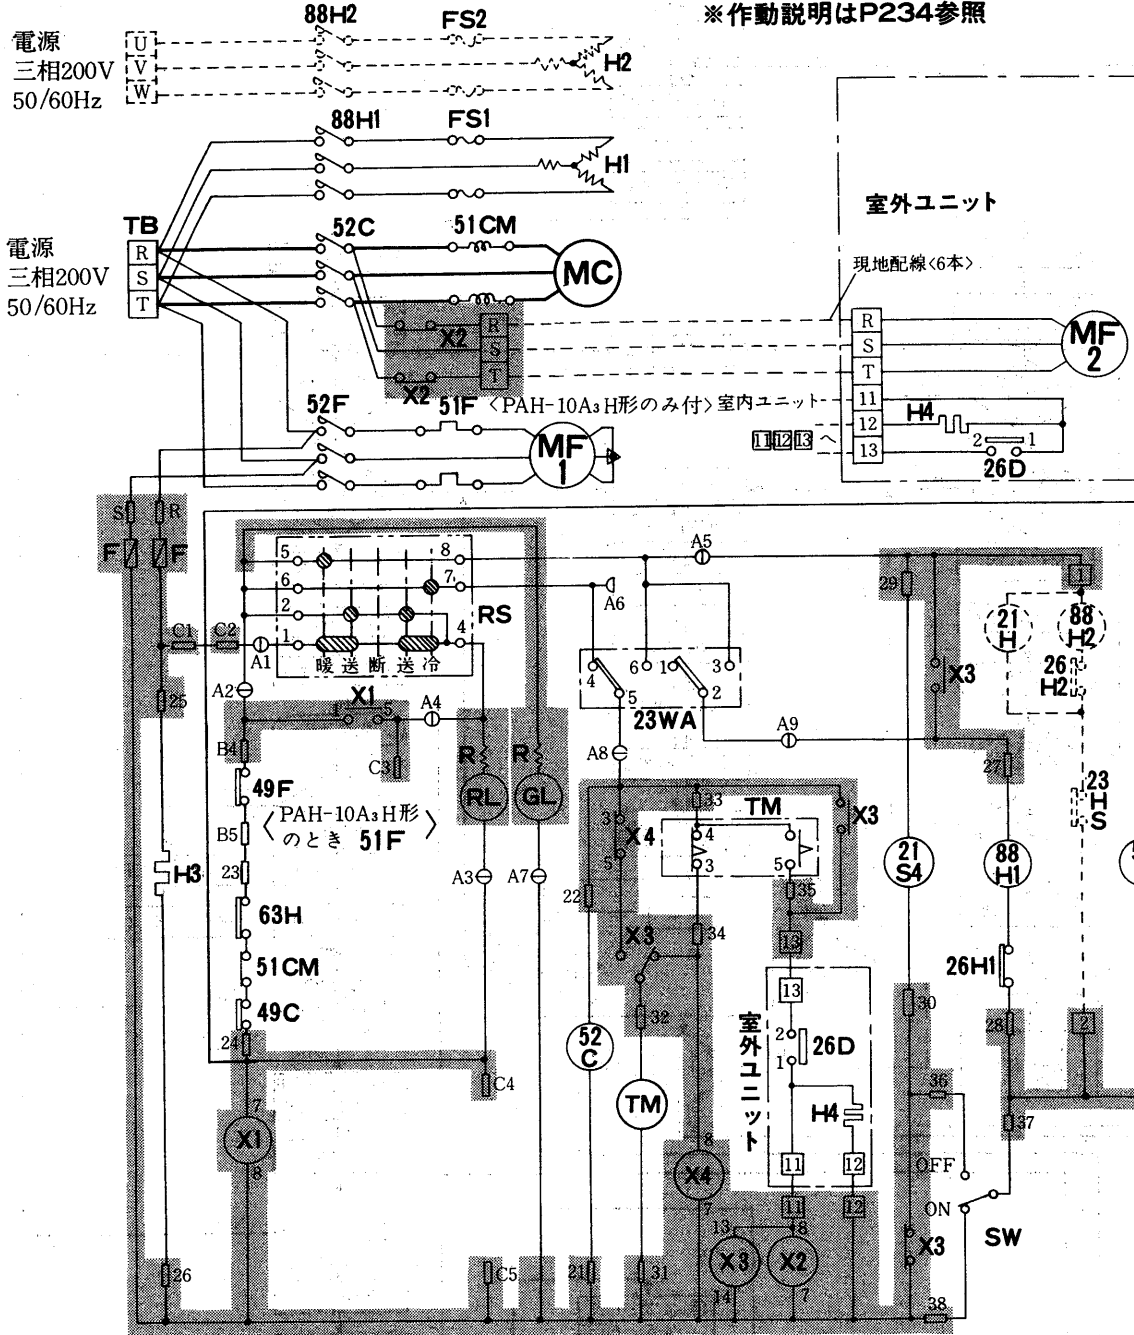 ※作動説明はP234参照
88H2
FS2
電源
三相200V
50/60Hz
U
V
W
H2
88H1
FS1
H1
TB
電源
三相200V
50/60Hz
R
S
T
52C
51CM
MC
X2
X2
R
S
T
室外ユニット
現地配線〈6本〉
R
S
T
11
12
13
MF
2
H4
2
1
26D
〈PAH-10A₃H形のみ付〉室内ユニット
11 12 13
52F
51F
MF
1
S
R
F
F
C1
C2
A1
5
6
2
1
8
7
4
RS
暖 送 断 送 冷
A5
A6
A2
X1
4
5
A4
C3
25
B4
49F
〈PAH-10A₃H形
のとき 51F〉
B5
23
H3
63H
51CM
49C
24
R
RL
R
GL
A3
A7
C4
C5
4
5
6
1
2
3
23WA
A8
A9
33
TM
4
3
5
X3
3
X4
5
22
35
34
13
X3
32
52
C
TM
室外ユニット
13
2
1
26D
H4
11
12
11
12
7
X1
8
8
X4
7
13
X3
14
8
X2
7
26
21
31
29
X3
1
21
H
88
H2
26
H2
27
23
H
S
21
S4
88
H1
26H1
30
28
2
36
37
OFF
ON
SW
X3
38